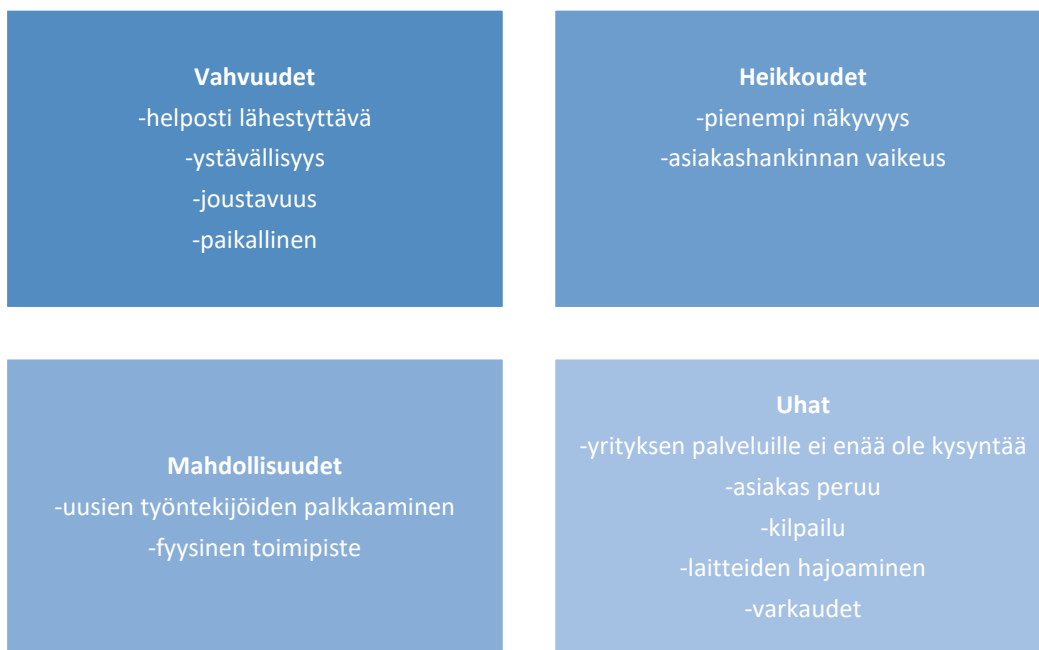 Vahvuudet
-helposti lähestyttävä
-ystävällisyys
-joustavuus
-paikallinen
Heikkoudet
-pienempi näkyvyys
-asiakashankinnan vaikeus
Mahdollisuudet
-uusien työntekijöiden palkkaaminen
-fyysinen toimipiste
Uhat
-yrityksen palveluille ei enää ole kysyntää
-asiakas peruu
-kilpailu
-laitteiden hajoaminen
-varkaudet